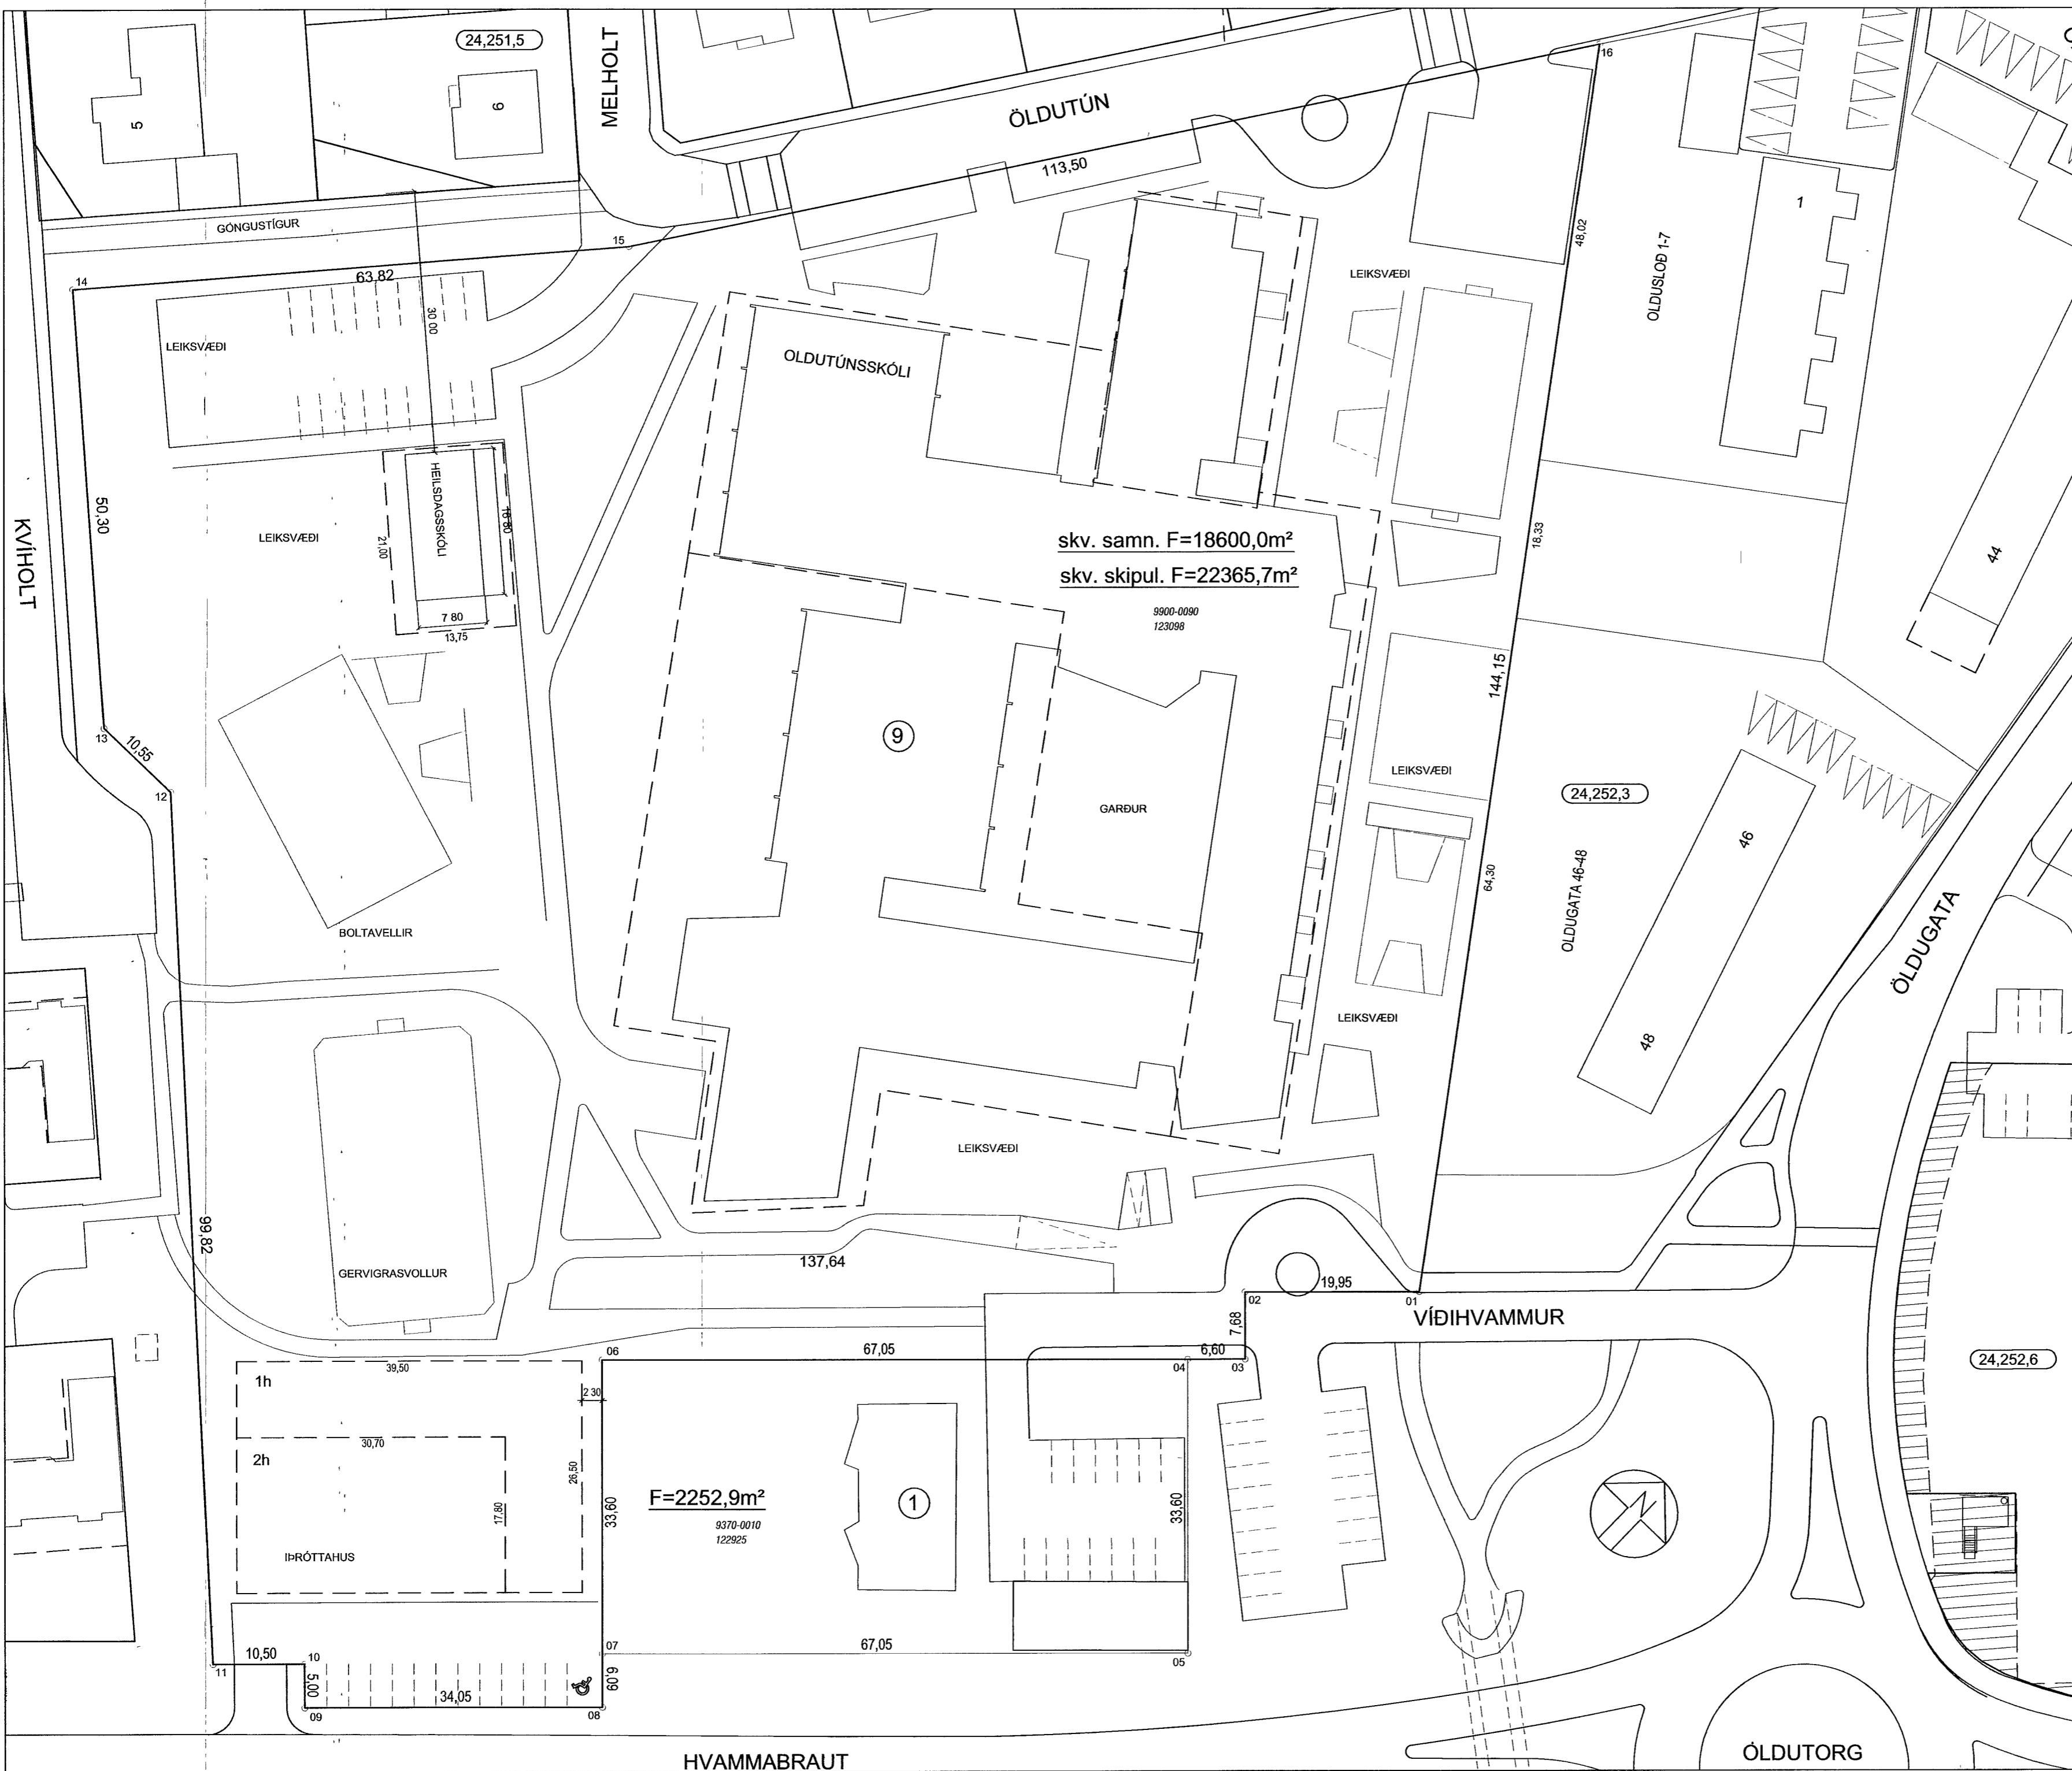 24,251,5
MELHOLT
5
6
ÖLDUTÚN
16
113,50
GÖNGUSTÍGUR
15
14
63,82
30 00
48,02
1
OLDUSLOÐ 1-7
LEIKSVÆÐI
LEIKSVÆÐI
OLDUTÚNSSKÓLI
KVÍHOLT
50,30
HEILSDAGSSKÓLI
16 80
21,00
LEIKSVÆÐI
7 80
13,75
skv. samn. F=18600,0m²
skv. skipul. F=22365,7m²
9900-0090
123098
18,33
44
144,15
13
10,55
12
9
LEIKSVÆÐI
24,252,3
GARÐUR
46
64,30
OLDUGATA 46-48
ÖLDUGATA
BOLTAVELLIR
LEIKSVÆÐI
48
LEIKSVÆÐI
99,82
137,64
GERVIGRASVOLLUR
19,95
02
01
VÍÐIHVAMMUR
7,68
06
67,05
04
6,60
03
24,252,6
39,50
1h
2 30
30,70
2h
26,50
17,80
F=2252,9m²
9370-0010
122925
33,60
1
33,60
N
IÞRÓTTAHUS
07
67,05
05
11
10,50
10
5,00
34,05
6,09
09
08
HVAMMABRAUT
ÖLDUTORG